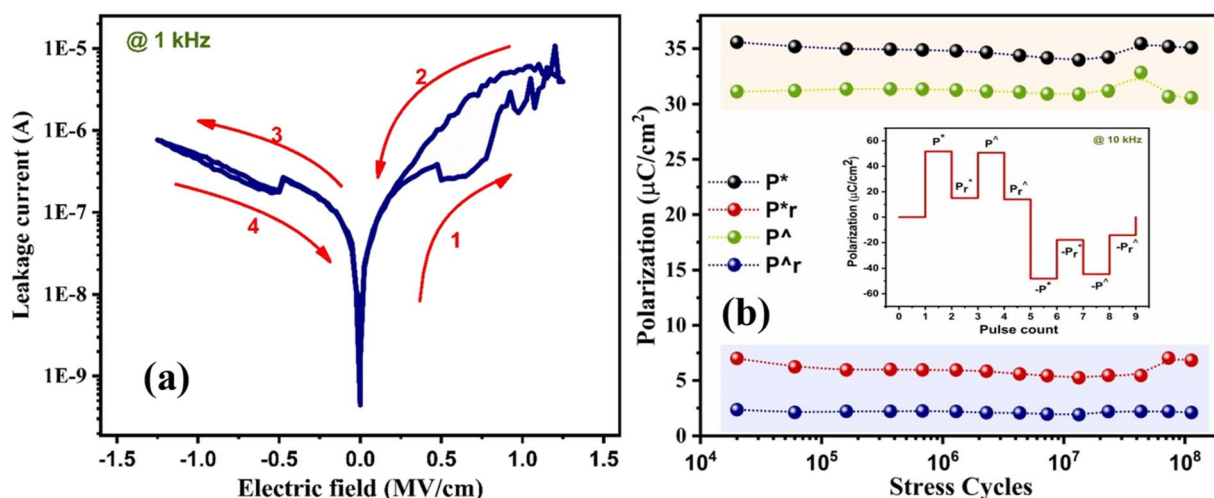 @ 1 kHz
1E-5
1E-6
1E-7
1E-8
1E-9
Leakage current (A)
2
3
4
1
(a)
-1.5 -1.0 -0.5 0.0 0.5 1.0 1.5
Electric field (MV/cm)
35
30
25
20
15
10
5
0
Polarization (μC/cm²)
P*
P*r
P^
P^r
(b)
@ 10 kHz
60
40
20
0
-20
-40
-60
Polarization (μC/cm²)
P*
Pr*
P^
Pr^
-P*
-Pr*
-P^
-Pr^
0 1 2 3 4 5 6 7 8 9
Pulse count
10⁴ 10⁵ 10⁶ 10⁷ 10⁸
Stress Cycles